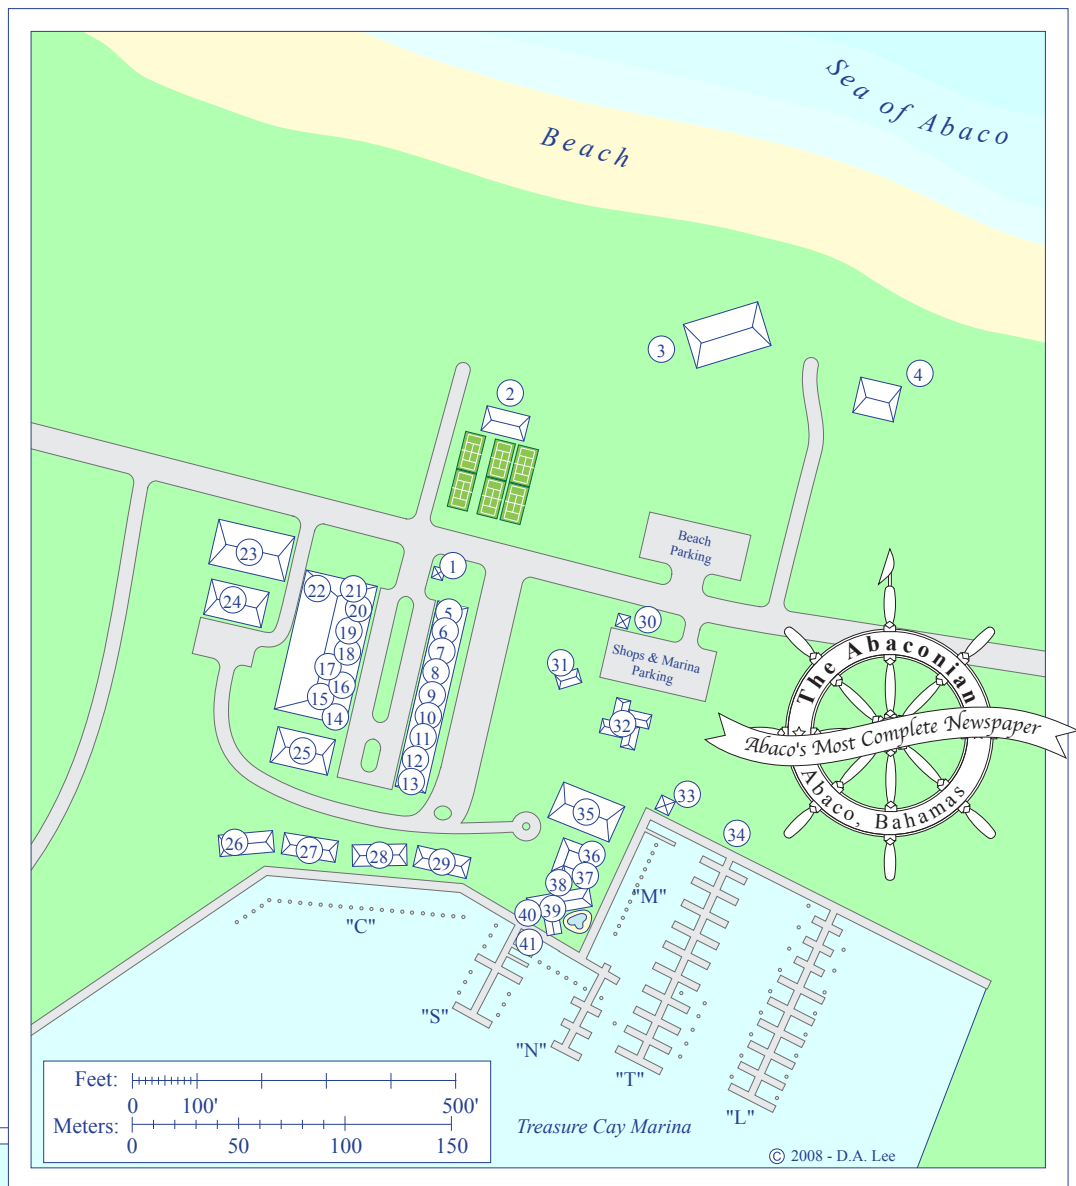 Sea of Abaco
Beach
3
4
2
Beach
Parking
1
23
22
21
24
20
5
30
19
6
18
7
Shops & Marina
Parking
31
17
8
16
9
15
10
14
32
11
25
12
13
The Abaconian
Abaco's Most Complete Newspaper
Abaco, Bahamas
33
35
34
26
27
28
29
36
37
38
"M"
39
40
"C"
41
"S"
"N"
"T"
"L"
Feet:
0 100' 500'
Meters:
0 50 100 150
Treasure Cay Marina
© 2008 - D.A. Lee